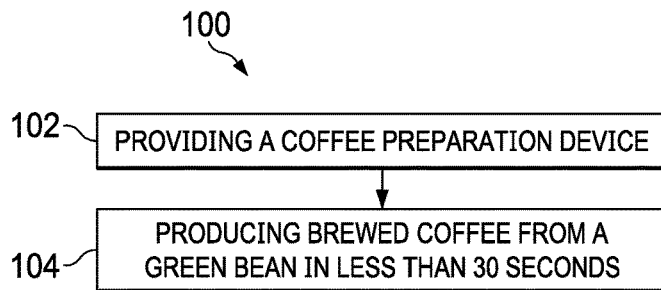 100
102
PROVIDING A COFFEE PREPARATION DEVICE
104
PRODUCING BREWED COFFEE FROM A
GREEN BEAN IN LESS THAN 30 SECONDS